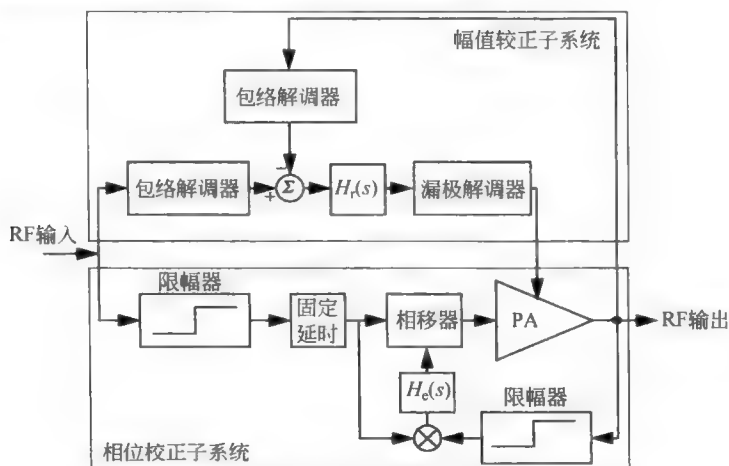 幅值较正子系统
包络解调器
−
包络解调器
+
Σ
Hr(s)
漏极解调器
RF输入
限幅器
固定
延时
相移器
PA
RF输出
He(s)
限幅器
相位校正子系统